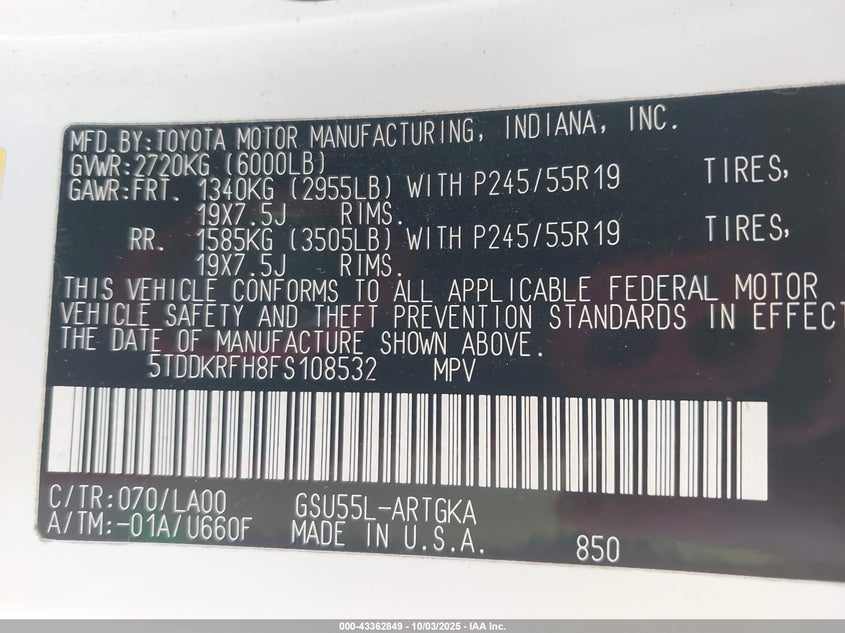 MFD.BY:TOYOTA MOTOR MANUFACTURING, INDIANA, INC.
GVWR:2720KG (6000LB)
GAWR:FRT. 1340KG (2955LB) WITH P245/55R19 TIRES,
19X7.5J RIMS.
RR. 1585KG (3505LB) WITH P245/55R19 TIRES,
19X7.5J RIMS.
THIS VEHICLE CONFORMS TO ALL APPLICABLE FEDERAL MOTOR
VEHICLE SAFETY AND THEFT PREVENTION STANDARDS IN EFFECT
THE DATE OF MANUFACTURE SHOWN ABOVE.
5TDDKRFH8FS108532 MPV
C/TR:070/LA00 GSU55L-ARTGKA
A/TM:-01A/U660F MADE IN U.S.A. 850
000-43362849 - 10/03/2025 - IAA Inc.